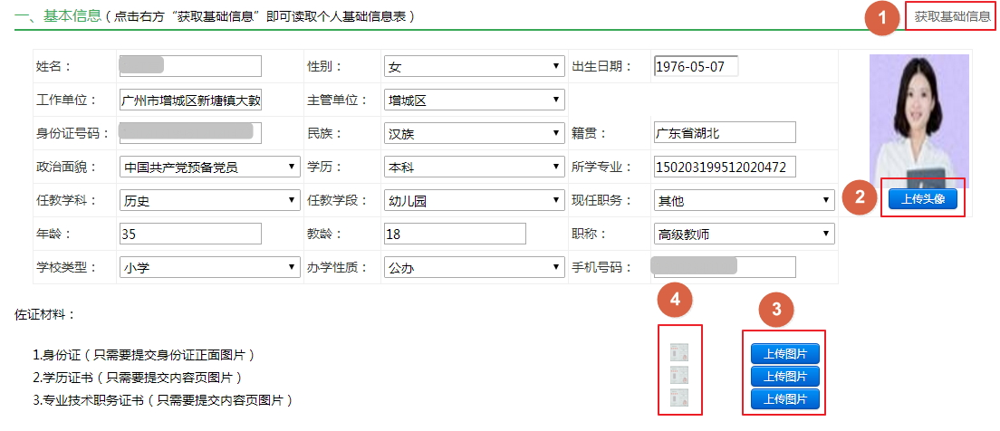 一、基本信息（点击右方“获取基础信息”即可读取个人基础信息表） 1 获取基础信息
姓名： 性别： 女 出生日期： 1976-05-07
工作单位： 广州市增城区新塘镇大敦 主管单位： 增城区
身份证号码： 民族： 汉族 籍贯： 广东省湖北
政治面貌： 中国共产党预备党员 学历： 本科 所学专业： 150203199512020472
任教学科： 历史 任教学段： 幼儿园 现任职务： 其他 2 上传头像
年龄： 35 教龄： 18 职称： 高级教师
学校类型： 小学 办学性质： 公办 手机号码：
4 3
佐证材料：
1.身份证（只需要提交身份证正面图片） 上传图片
2.学历证书（只需要提交内容页图片） 上传图片
3.专业技术职务证书（只需要提交内容页图片） 上传图片